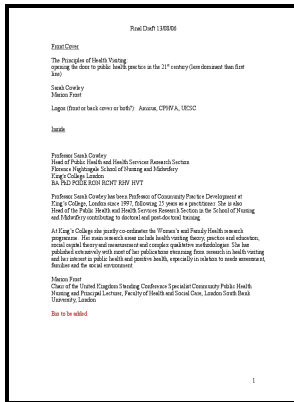 Final Draft 13/09/06
Front Cover
The Principles of Health Visiting:
opening the door to public health practice in the 21st century (less dominant than first
line)
Sarah Cowley
Marion Frost
Logos (front or back cover or both?) Amicus, CPHVA, UKSC
Inside
Professor Sarah Cowley
Head of Public Health and Health Services Research Section
Florence Nightingale School of Nursing and Midwifery
King's College London
BA PhD PGDE RGN RCNT RHV HVT
Professor Sarah Cowley has been Professor of Community Practice Development at
King's College, London since 1997, following 25 years as a practitioner. She is also
Head of the Public Health and Health Services Research Section in the School of Nursing
and Midwifery contributing to doctoral and post-doctoral training.
At King's College she jointly co-ordinates the Women's and Family Health research
programme. Her main research areas include health visiting theory, practice and education,
social capital theory and measurement and complex qualitative methodologies. She has
published extensively with most of her publications stemming from research in health visiting
and her interest in public health and positive health, especially in relation to needs assessment,
families and the social environment.
Marion Frost
Chair of the United Kingdom Standing Conference Specialist Community Public Health
Nursing and Principal Lecturer, Faculty of Health and Social Care, London South Bank
University, London
Bio to be added.
1